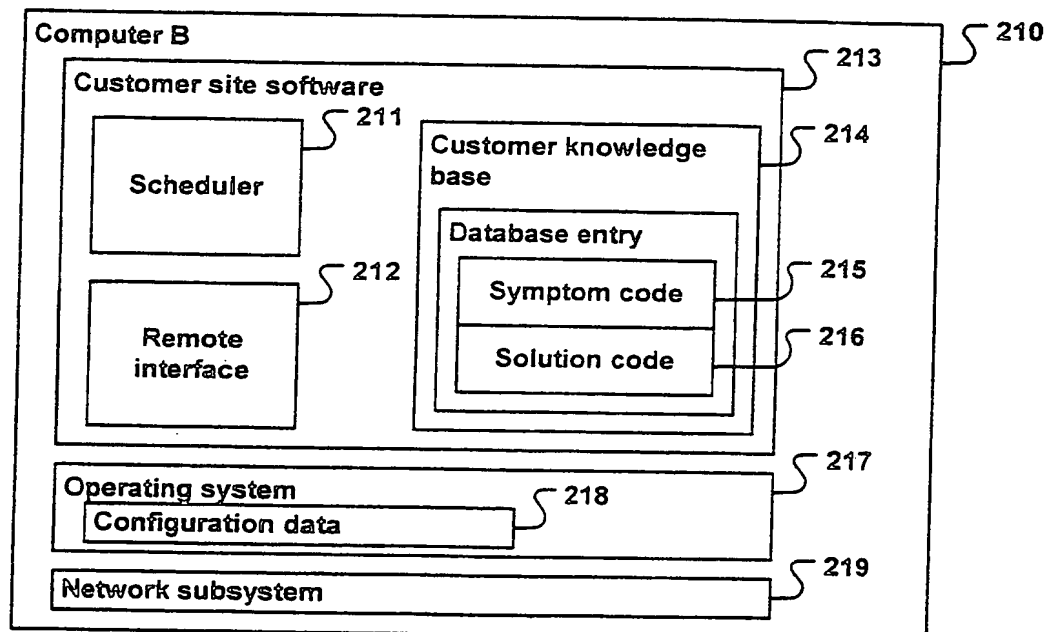 Computer B
210
Customer site software
213
211
Scheduler
Customer knowledge
base
214
Database entry
212
Remote
interface
Symptom code
215
Solution code
216
Operating system
217
Configuration data
218
Network subsystem
219